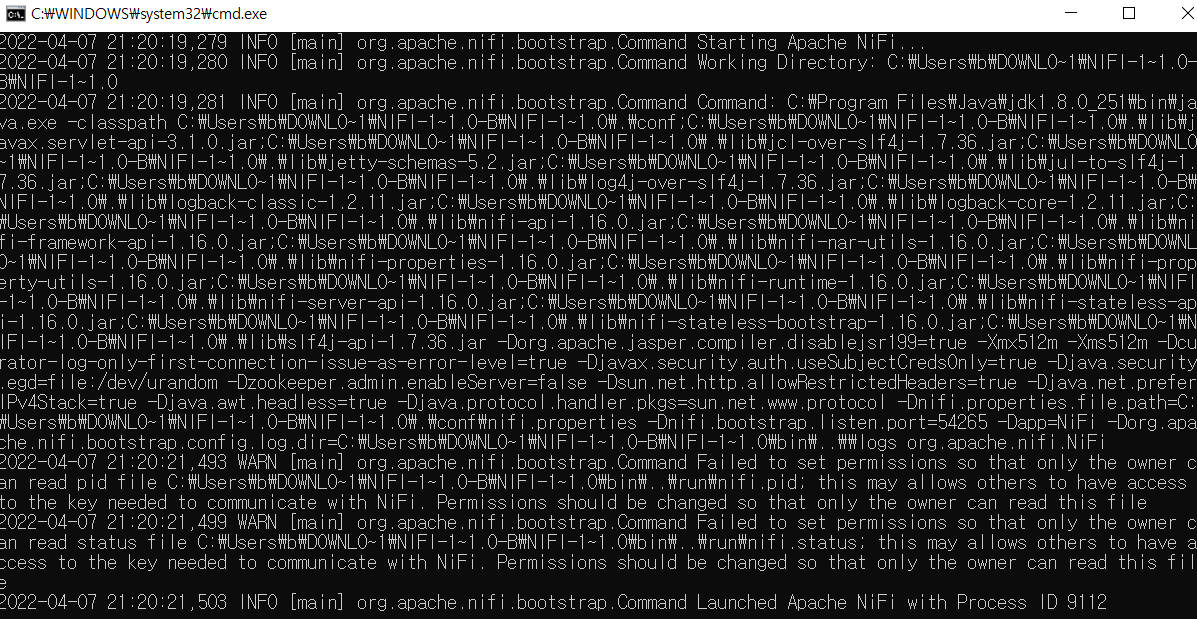 C:₩WINDOWS₩system32₩cmd.exe
2022-04-07 21:20:19,279 INFO [main] org.apache.nifi.bootstrap.Command Starting Apache NiFi...
2022-04-07 21:20:19,280 INFO [main] org.apache.nifi.bootstrap.Command Working Directory: C:₩Users₩b₩DOWNLO~1₩NIFI-1~1.0-
B₩NIFI-1~1.0
2022-04-07 21:20:19,281 INFO [main] org.apache.nifi.bootstrap.Command Command: C:₩Program Files₩Java₩jdk1.8.0_251₩bin₩ja
va.exe -classpath C:₩Users₩b₩DOWNLO~1₩NIFI-1~1.0-B₩NIFI-1~1.0₩.₩conf;C:₩Users₩b₩DOWNLO~1₩NIFI-1~1.0-B₩NIFI-1~1.0₩.₩lib₩j
avax.servlet-api-3.1.0.jar;C:₩Users₩b₩DOWNLO~1₩NIFI-1~1.0-B₩NIFI-1~1.0₩.₩lib₩jcl-over-slf4j-1.7.36.jar;C:₩Users₩b₩DOWNLO
~1₩NIFI-1~1.0-B₩NIFI-1~1.0₩.₩lib₩jetty-schemas-5.2.jar;C:₩Users₩b₩DOWNLO~1₩NIFI-1~1.0-B₩NIFI-1~1.0₩.₩lib₩jul-to-slf4j-1.
7.36.jar;C:₩Users₩b₩DOWNLO~1₩NIFI-1~1.0-B₩NIFI-1~1.0₩.₩lib₩log4j-over-slf4j-1.7.36.jar;C:₩Users₩b₩DOWNLO~1₩NIFI-1~1.0-B₩
NIFI-1~1.0₩.₩lib₩logback-classic-1.2.11.jar;C:₩Users₩b₩DOWNLO~1₩NIFI-1~1.0-B₩NIFI-1~1.0₩.₩lib₩logback-core-1.2.11.jar;C:
₩Users₩b₩DOWNLO~1₩NIFI-1~1.0-B₩NIFI-1~1.0₩.₩lib₩nifi-api-1.16.0.jar;C:₩Users₩b₩DOWNLO~1₩NIFI-1~1.0-B₩NIFI-1~1.0₩.₩lib₩ni
fi-framework-api-1.16.0.jar;C:₩Users₩b₩DOWNLO~1₩NIFI-1~1.0-B₩NIFI-1~1.0₩.₩lib₩nifi-nar-utils-1.16.0.jar;C:₩Users₩b₩DOWNL
O~1₩NIFI-1~1.0-B₩NIFI-1~1.0₩.₩lib₩nifi-properties-1.16.0.jar;C:₩Users₩b₩DOWNLO~1₩NIFI-1~1.0-B₩NIFI-1~1.0₩.₩lib₩nifi-prop
erty-utils-1.16.0.jar;C:₩Users₩b₩DOWNLO~1₩NIFI-1~1.0-B₩NIFI-1~1.0₩.₩lib₩nifi-runtime-1.16.0.jar;C:₩Users₩b₩DOWNLO~1₩NIFI
-1~1.0-B₩NIFI-1~1.0₩.₩lib₩nifi-server-api-1.16.0.jar;C:₩Users₩b₩DOWNLO~1₩NIFI-1~1.0-B₩NIFI-1~1.0₩.₩lib₩nifi-stateless-ap
i-1.16.0.jar;C:₩Users₩b₩DOWNLO~1₩NIFI-1~1.0-B₩NIFI-1~1.0₩.₩lib₩nifi-stateless-bootstrap-1.16.0.jar;C:₩Users₩b₩DOWNLO~1₩N
IFI-1~1.0-B₩NIFI-1~1.0₩.₩lib₩slf4j-api-1.7.36.jar -Dorg.apache.jasper.compiler.disablejsr199=true -Xmx512m -Xms512m -Dcu
rator-log-only-first-connection-issue-as-error-level=true -Djavax.security.auth.useSubjectCredsOnly=true -Djava.security
.egd=file:/dev/urandom -Dzookeeper.admin.enableServer=false -Dsun.net.http.allowRestrictedHeaders=true -Djava.net.prefer
IPv4Stack=true -Djava.awt.headless=true -Djava.protocol.handler.pkgs=sun.net.www.protocol -Dnifi.properties.file.path=C:
₩Users₩b₩DOWNLO~1₩NIFI-1~1.0-B₩NIFI-1~1.0₩.₩conf₩nifi.properties -Dnifi.bootstrap.listen.port=54265 -Dapp=NiFi -Dorg.apa
che.nifi.bootstrap.config.log.dir=C:₩Users₩b₩DOWNLO~1₩NIFI-1~1.0-B₩NIFI-1~1.0₩bin₩..₩₩logs org.apache.nifi.NiFi
2022-04-07 21:20:21,493 WARN [main] org.apache.nifi.bootstrap.Command Failed to set permissions so that only the owner c
an read pid file C:₩Users₩b₩DOWNLO~1₩NIFI-1~1.0-B₩NIFI-1~1.0₩bin₩..₩run₩nifi.pid; this may allows others to have access
to the key needed to communicate with NiFi. Permissions should be changed so that only the owner can read this file
2022-04-07 21:20:21,499 WARN [main] org.apache.nifi.bootstrap.Command Failed to set permissions so that only the owner c
an read status file C:₩Users₩b₩DOWNLO~1₩NIFI-1~1.0-B₩NIFI-1~1.0₩bin₩..₩run₩nifi.status; this may allows others to have a
ccess to the key needed to communicate with NiFi. Permissions should be changed so that only the owner can read this fil
e
2022-04-07 21:20:21,503 INFO [main] org.apache.nifi.bootstrap.Command Launched Apache NiFi with Process ID 9112